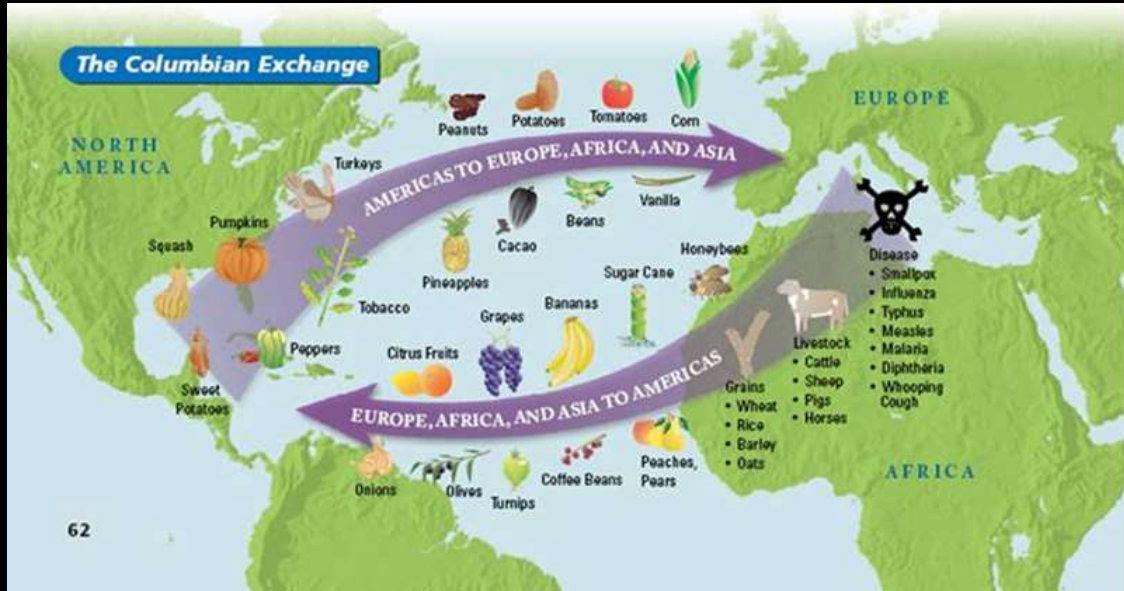 The Columbian Exchange
NORTH
AMERICA
EUROPE
Peanuts
Potatoes
Tomatoes
Corn
Turkeys
AMERICAS TO EUROPE, AFRICA, AND ASIA
Pumpkins
Squash
Cacao
Beans
Vanilla
Pineapples
Tobacco
Peppers
Sweet
Potatoes
Honeybees
Sugar Cane
Bananas
Grapes
Citrus Fruits
EUROPE, AFRICA, AND ASIA TO AMERICAS
Onions
Olives
Turnips
Coffee Beans
Peaches,
Pears
Grains
• Wheat
• Rice
• Barley
• Oats
Livestock
• Cattle
• Sheep
• Pigs
• Horses
Disease
• Smallpox
• Influenza
• Typhus
• Measles
• Malaria
• Diphtheria
• Whooping
Cough
AFRICA
62